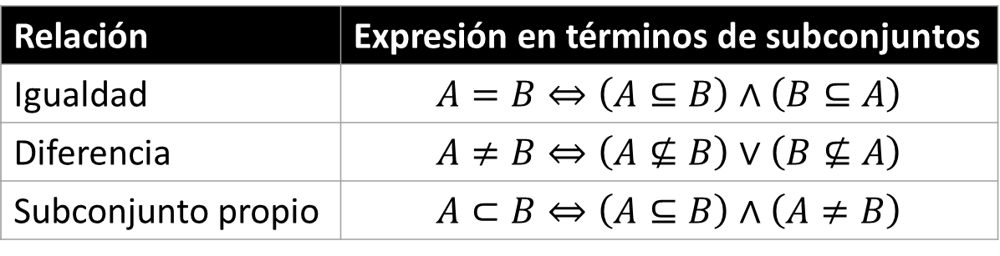 Relación Expresión en términos de subconjuntos
Igualdad A = B ⇔ (A ⊆ B) ∧ (B ⊆ A)
Diferencia A ≠ B ⇔ (A ⊈ B) ∨ (B ⊈ A)
Subconjunto propio A ⊂ B ⇔ (A ⊆ B) ∧ (A ≠ B)